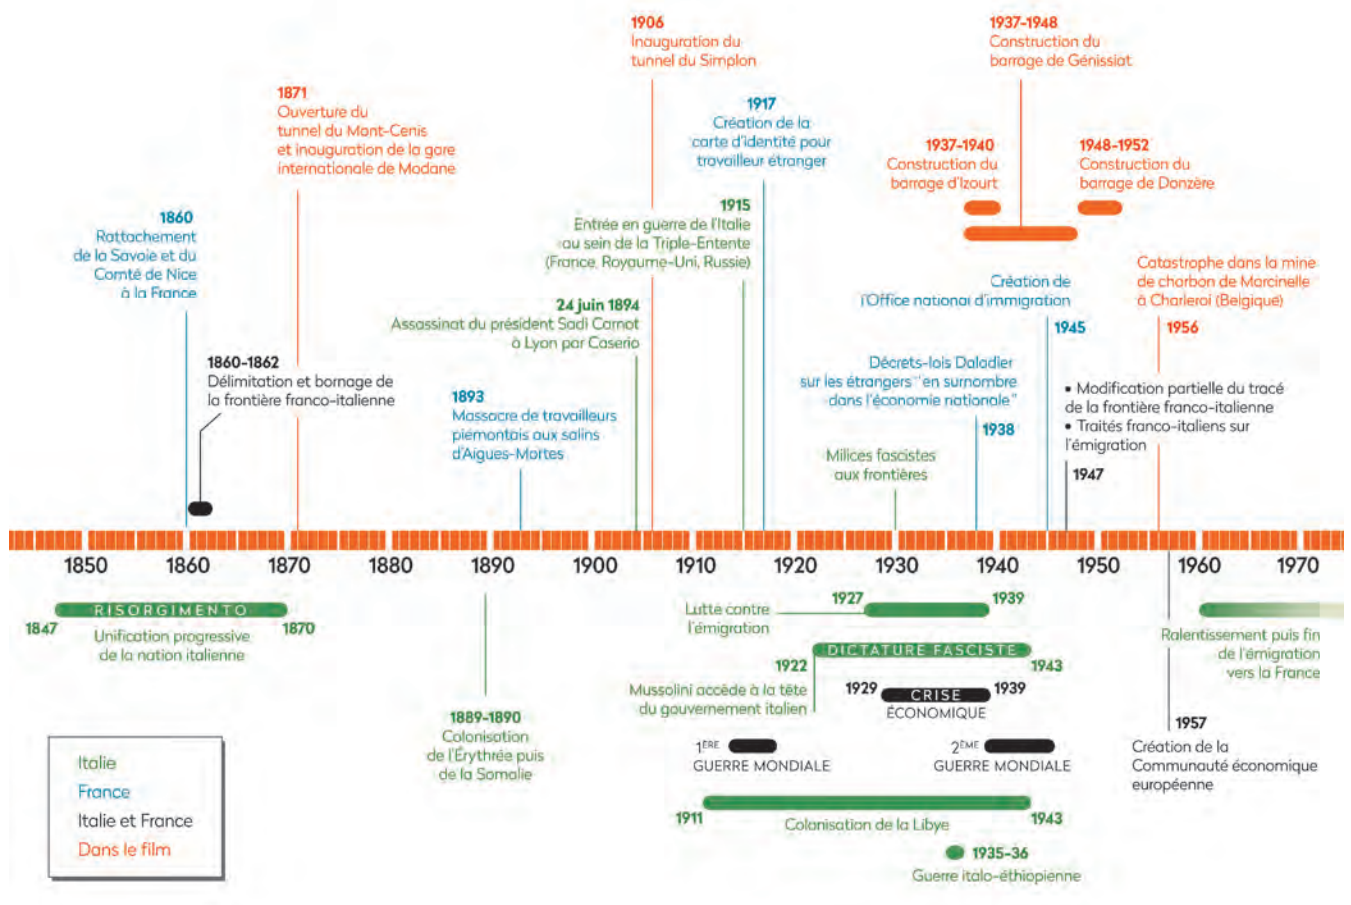 1906
Inauguration du
tunnel du Simplon
1937-1948
Construction du
barrage de Génissiat
1871
Ouverture du
tunnel du Mont-Cenis
et inauguration de la gare
internationale de Modane
1917
Création de la
carte d'identité pour
travailleur étranger
1937-1940
Construction du
barrage d'Izourt
1948-1952
Construction du
barrage de Donzère
1860
Rattachement
de la Savoie et du
Comté de Nice
à la France
1915
Entrée en guerre de l'Italie
au sein de la Triple-Entente
(France, Royaume-Uni, Russie)
Création de
l'Office national d'immigration
1945
Catastrophe dans la mine
de charbon de Marcinelle
à Charleroi (Belgique)
1956
24 juin 1894
Assassinat du président Sadi Carnot
à Lyon par Caserio
1860-1862
Délimitation et bornage de
la frontière franco-italienne
1893
Massacre de travailleurs
piémontais aux salins
d'Aigues-Mortes
Décrets-lois Daladier
sur les étrangers "en surnombre
dans l'économie nationale"
1938
• Modification partielle du tracé
de la frontière franco-italienne
• Traités franco-italiens sur
l'émigration
1947
Milices fascistes
aux frontières
1850 1860 1870 1880 1890 1900 1910 1920 1930 1940 1950 1960 1970
RISORGIMENTO
1847 1870
Unification progressive
de la nation italienne
1889-1890
Colonisation
de l'Érythrée puis
de la Somalie
Lutte contre
l'émigration
1927 1939
DICTATURE FASCISTE
1922 1943
Mussolini accède à la tête
du gouvernement italien
1929 CRISE 1939
ÉCONOMIQUE
1ÈRE
GUERRE MONDIALE
2ÈME
GUERRE MONDIALE
1911 1943
Colonisation de la Libye
1935-36
Guerre italo-éthiopienne
Ralentissement puis fin
de l'émigration
vers la France
1957
Création de la
Communauté économique
européenne
Italie
France
Italie et France
Dans le film